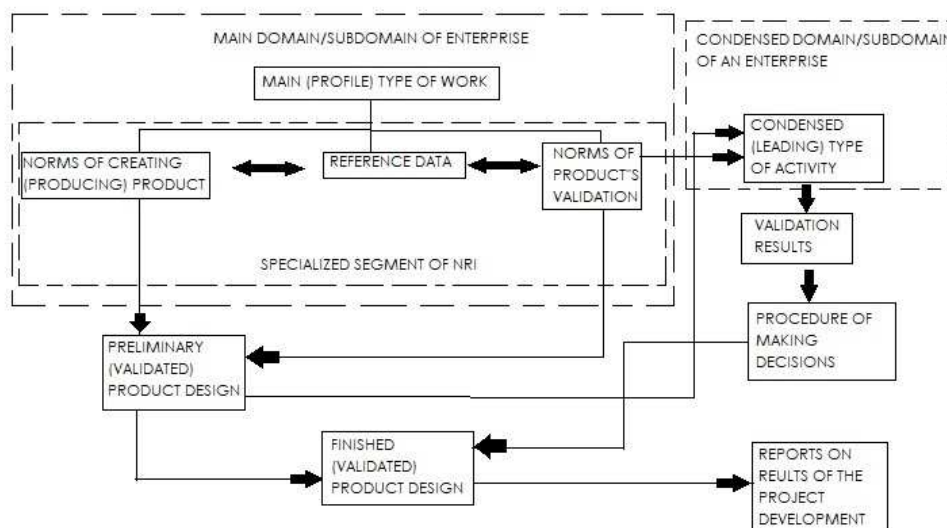 MAIN DOMAIN/SUBDOMAIN OF ENTERPRISE
CONDENSED DOMAIN/SUBDOMAIN
OF AN ENTERPRISE
MAIN (PROFILE) TYPE OF WORK
NORMS OF CREATING
(PRODUCING) PRODUCT
REFERENCE DATA
NORMS OF
PRODUCT'S
VALIDATION
CONDENSED
(LEADING) TYPE
OF ACTIVITY
SPECIALIZED SEGMENT OF NRI
VALIDATION
RESULTS
PRELIMINARY
(VALIDATED)
PRODUCT DESIGN
PROCEDURE OF
MAKING
DECISIONS
FINISHED
(VALIDATED)
PRODUCT DESIGN
REPORTS ON
REULTS OF THE
PROJECT
DEVELOPMENT